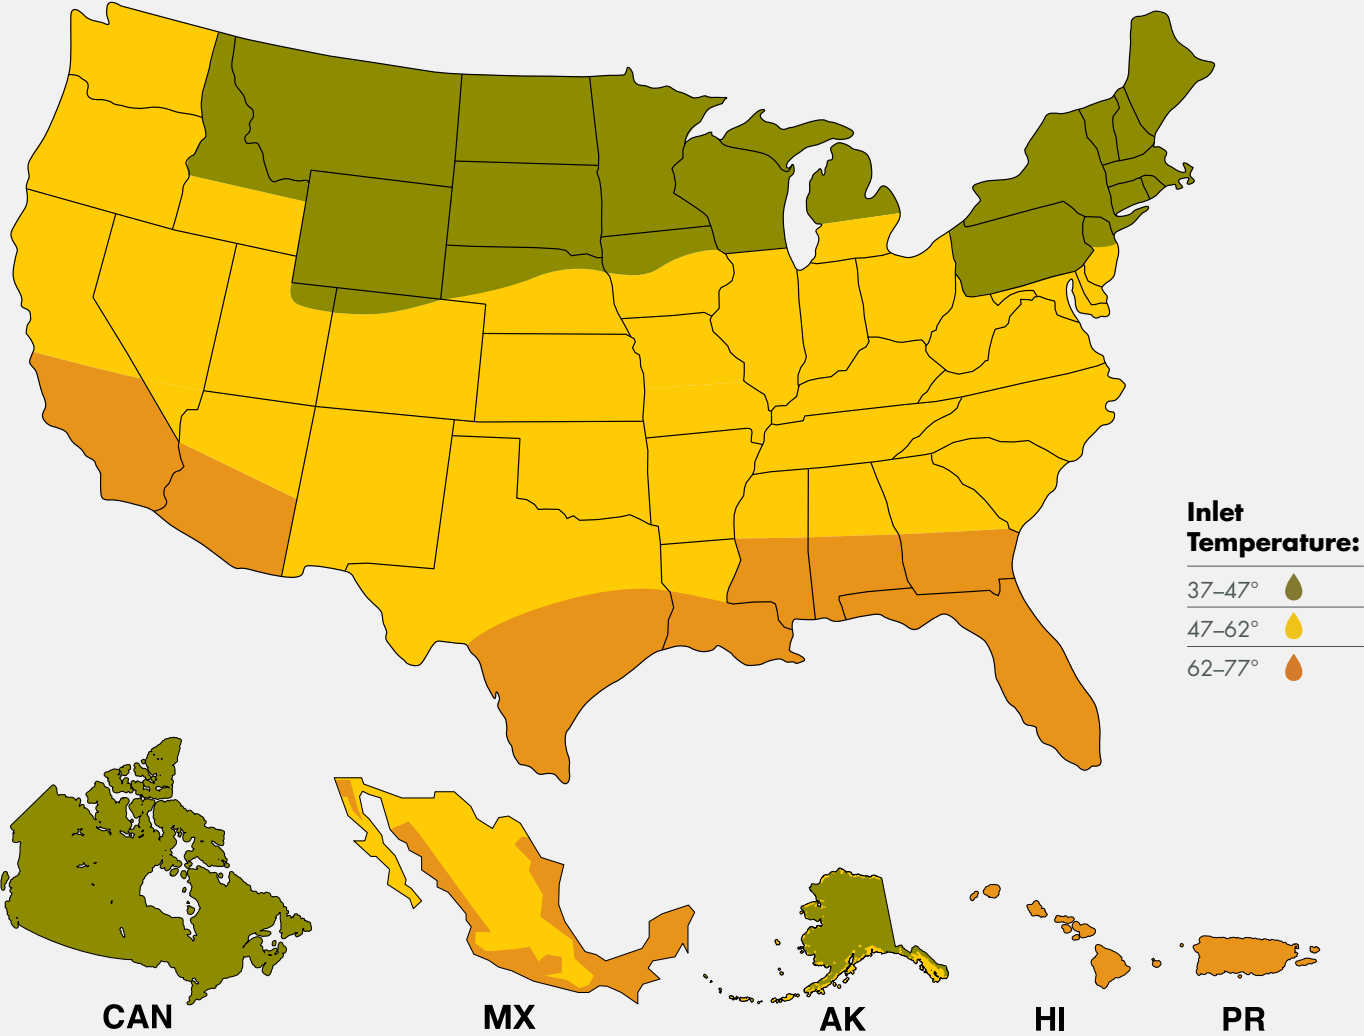 Inlet
Temperature:
37–47°
47–62°
62–77°
CAN
MX
AK
HI
PR